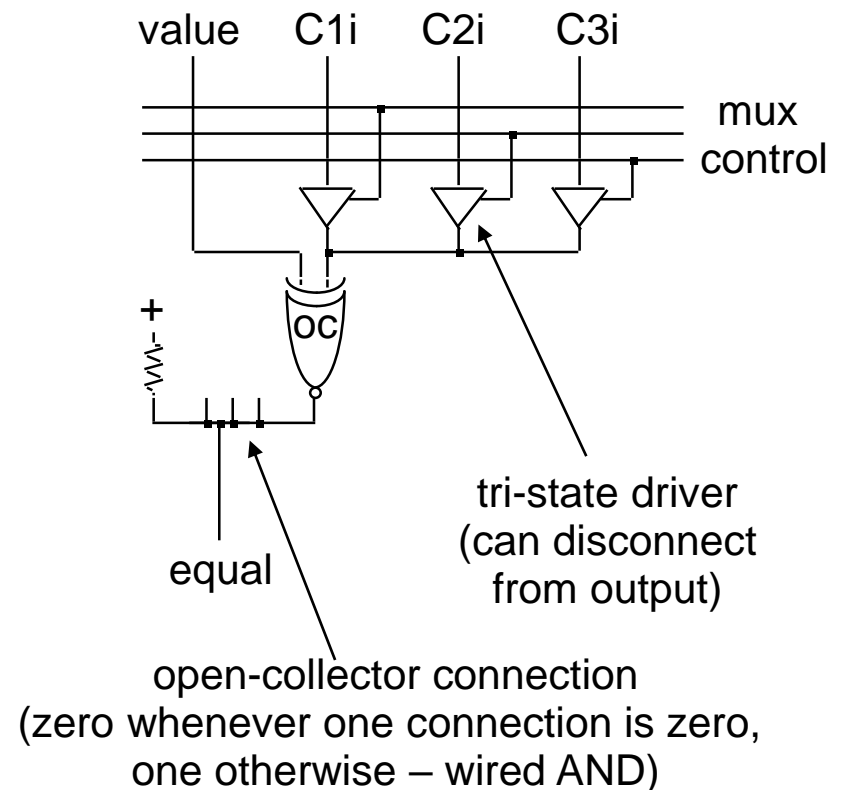 value C1i C2i C3i
mux
control
+
oc
equal
tri-state driver
(can disconnect
from output)
open-collector connection
(zero whenever one connection is zero,
one otherwise – wired AND)